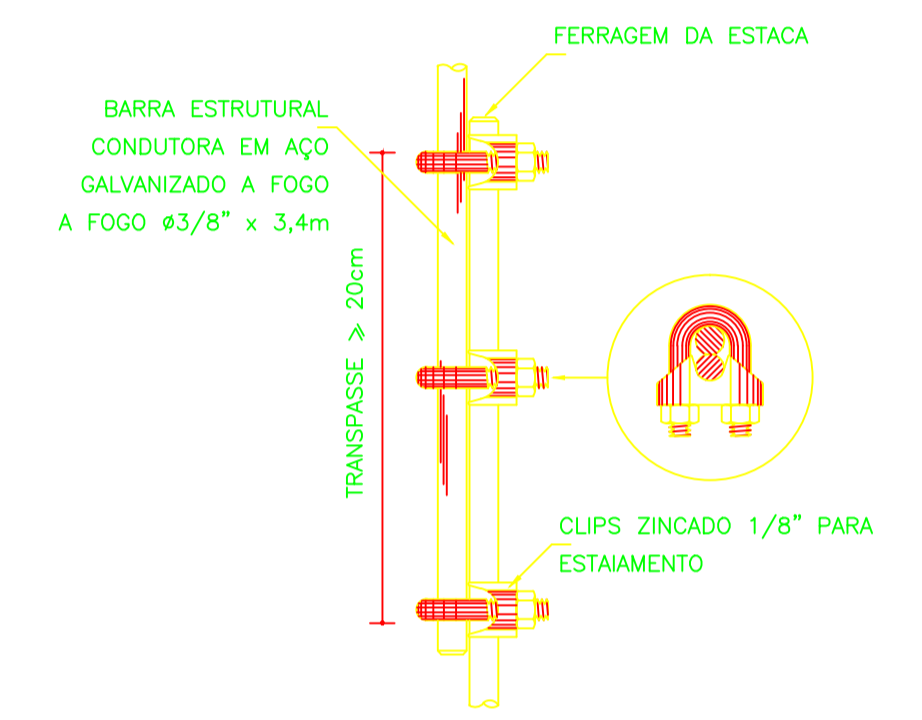 FERRAGEM DA ESTACA
BARRA ESTRUTURAL
CONDUTORA EM AÇO
GALVANIZADO A FOGO
A FOGO ø3/8” x 3,4m
TRANSPASSE ⩾ 20cm
CLIPS ZINCADO 1/8” PARA
ESTAIAMENTO